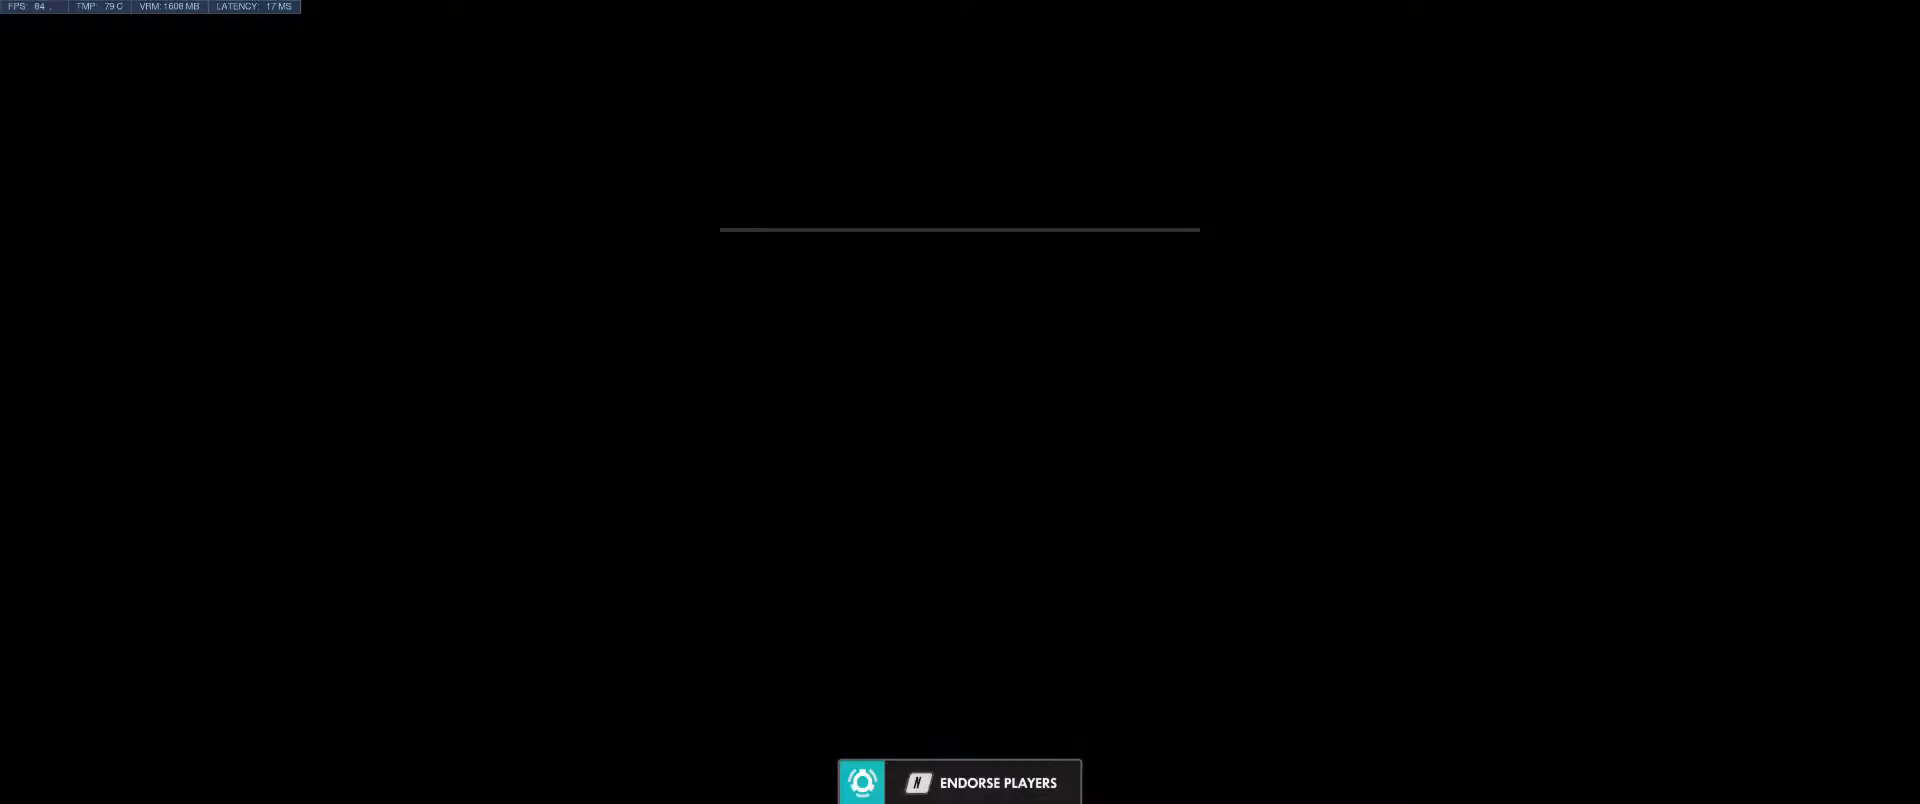 FPS: 84 TMP: 79 C VRM: 1608 MB LATENCY: 17 MS
N ENDORSE PLAYERS